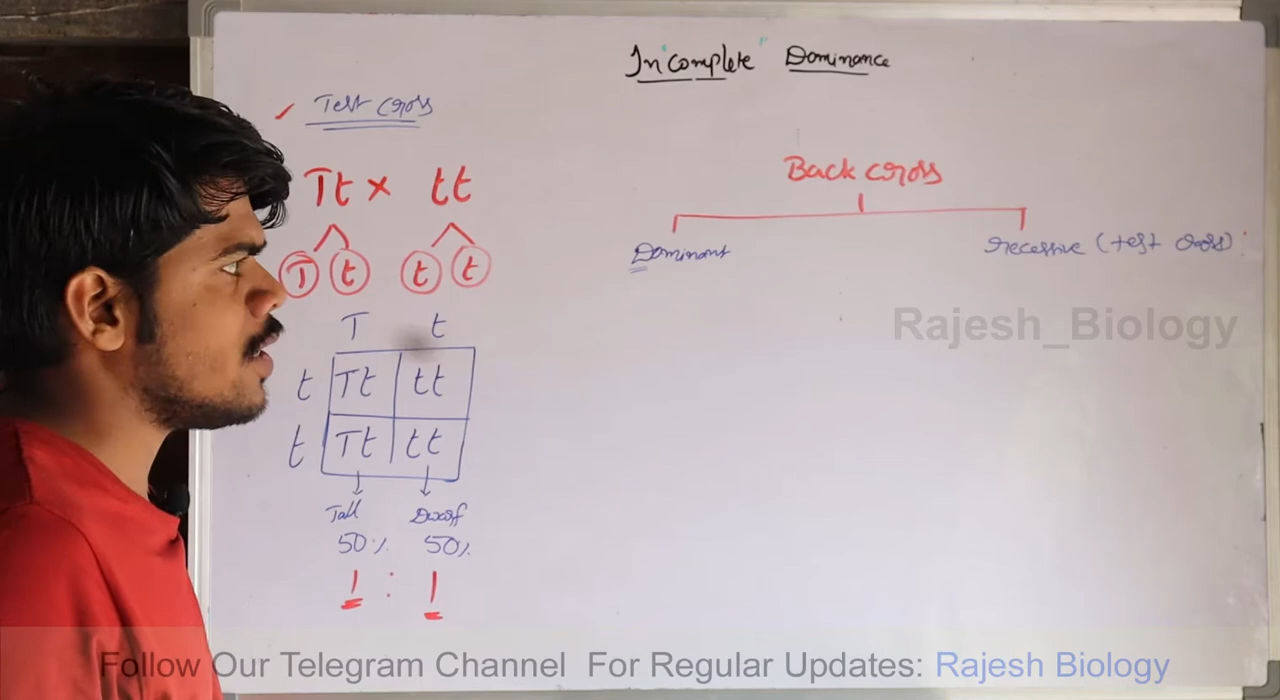 In"complete" Dominance
✓ Test cross
Tt × tt
T t t t
T t
t Tt tt
t Tt tt
Tall Dwarf
50% 50%
1 : 1
Back cross
Dominant recessive (test cross)
Rajesh_Biology
Follow Our Telegram Channel For Regular Updates: Rajesh Biology